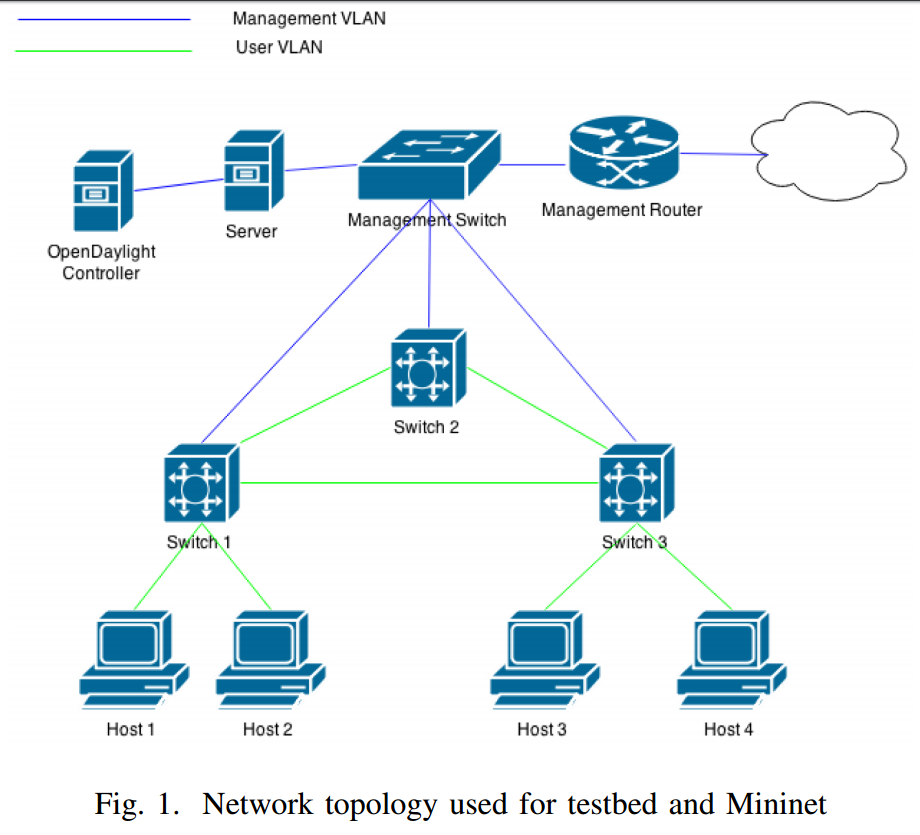 Management VLAN
User VLAN
OpenDaylight
Controller
Server
Management Switch
Management Router
Switch 2
Switch 1
Switch 3
Host 1
Host 2
Host 3
Host 4
Fig. 1. Network topology used for testbed and Mininet